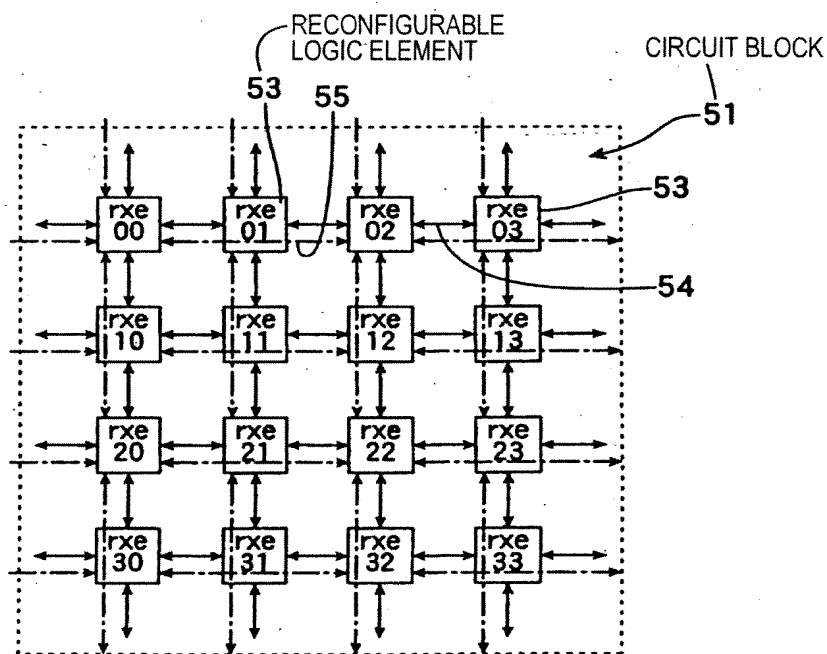 RECONFIGURABLE
LOGIC ELEMENT
CIRCUIT BLOCK
53
55
51
53
rxe
00
rxe
01
rxe
02
rxe
03
54
rxe
10
rxe
11
rxe
12
rxe
13
rxe
20
rxe
21
rxe
22
rxe
23
rxe
30
rxe
31
rxe
32
rxe
33